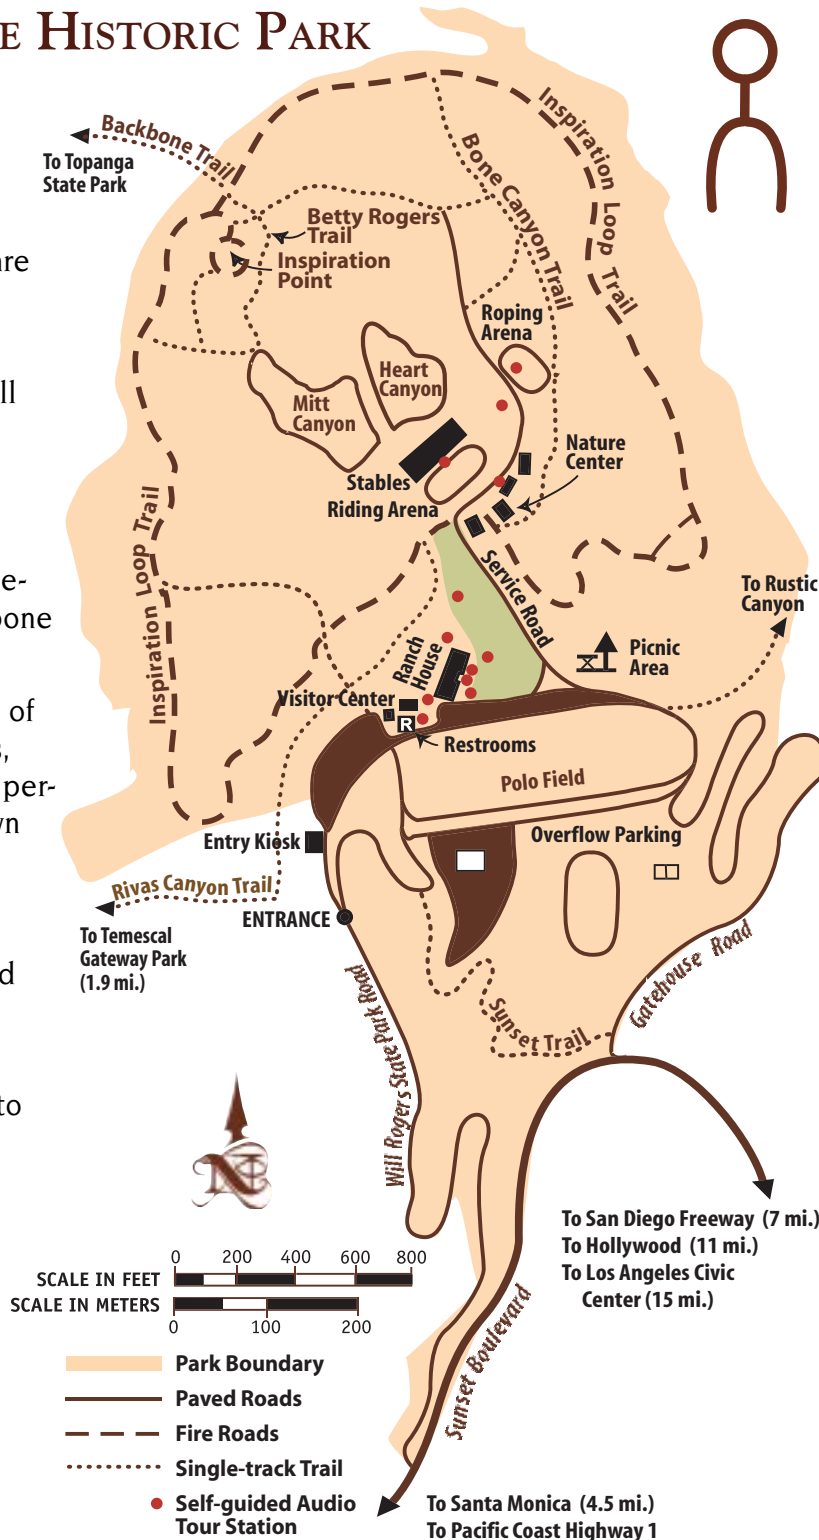 E HISTORIC PARK
Backbone Trail
To Topanga
State Park
Inspiration Loop Trail
Bone Canyon Trail
Betty Rogers
Trail
Inspiration
Point
are
Roping
Arena
Heart
Canyon
ll
Mitt
Canyon
Nature
Center
Stables
Riding Arena
Inspiration Loop Trail
Service Road
e-
bone
To Rustic
Canyon
Ranch
House
Picnic
Area
Visitor Center
of
R
Restrooms
s,
per-
Polo Field
wn
Overflow Parking
Entry Kiosk
Rivas Canyon Trail
ENTRANCE
To Temescal
Gateway Park
(1.9 mi.)
Gatehouse Road
d
Will Rogers State Park Road
Sunset Trail
to
N
To San Diego Freeway (7 mi.)
To Hollywood (11 mi.)
To Los Angeles Civic
Center (15 mi.)
0 200 400 600 800
SCALE IN FEET
SCALE IN METERS
0 100 200
Sunset Boulevard
Park Boundary
Paved Roads
Fire Roads
Single-track Trail
Self-guided Audio
Tour Station
To Santa Monica (4.5 mi.)
To Pacific Coast Highway 1